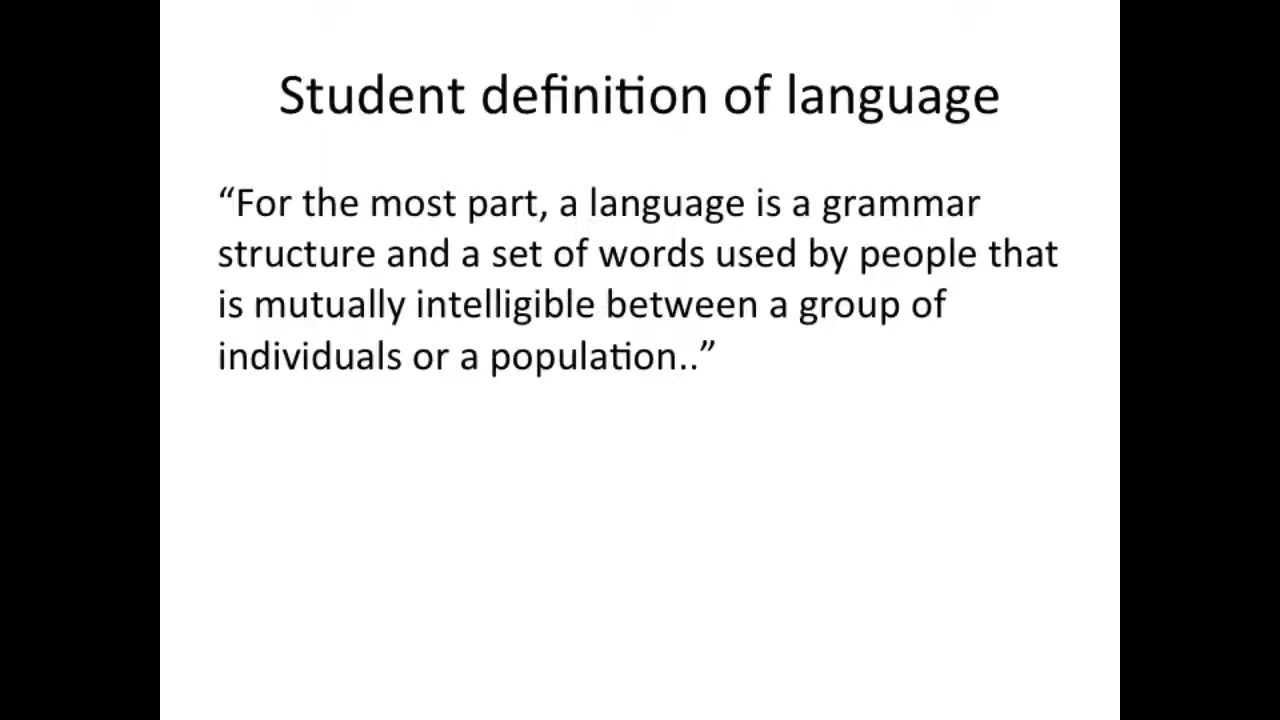 Student definition of language
“For the most part, a language is a grammar
structure and a set of words used by people that
is mutually intelligible between a group of
individuals or a population..”